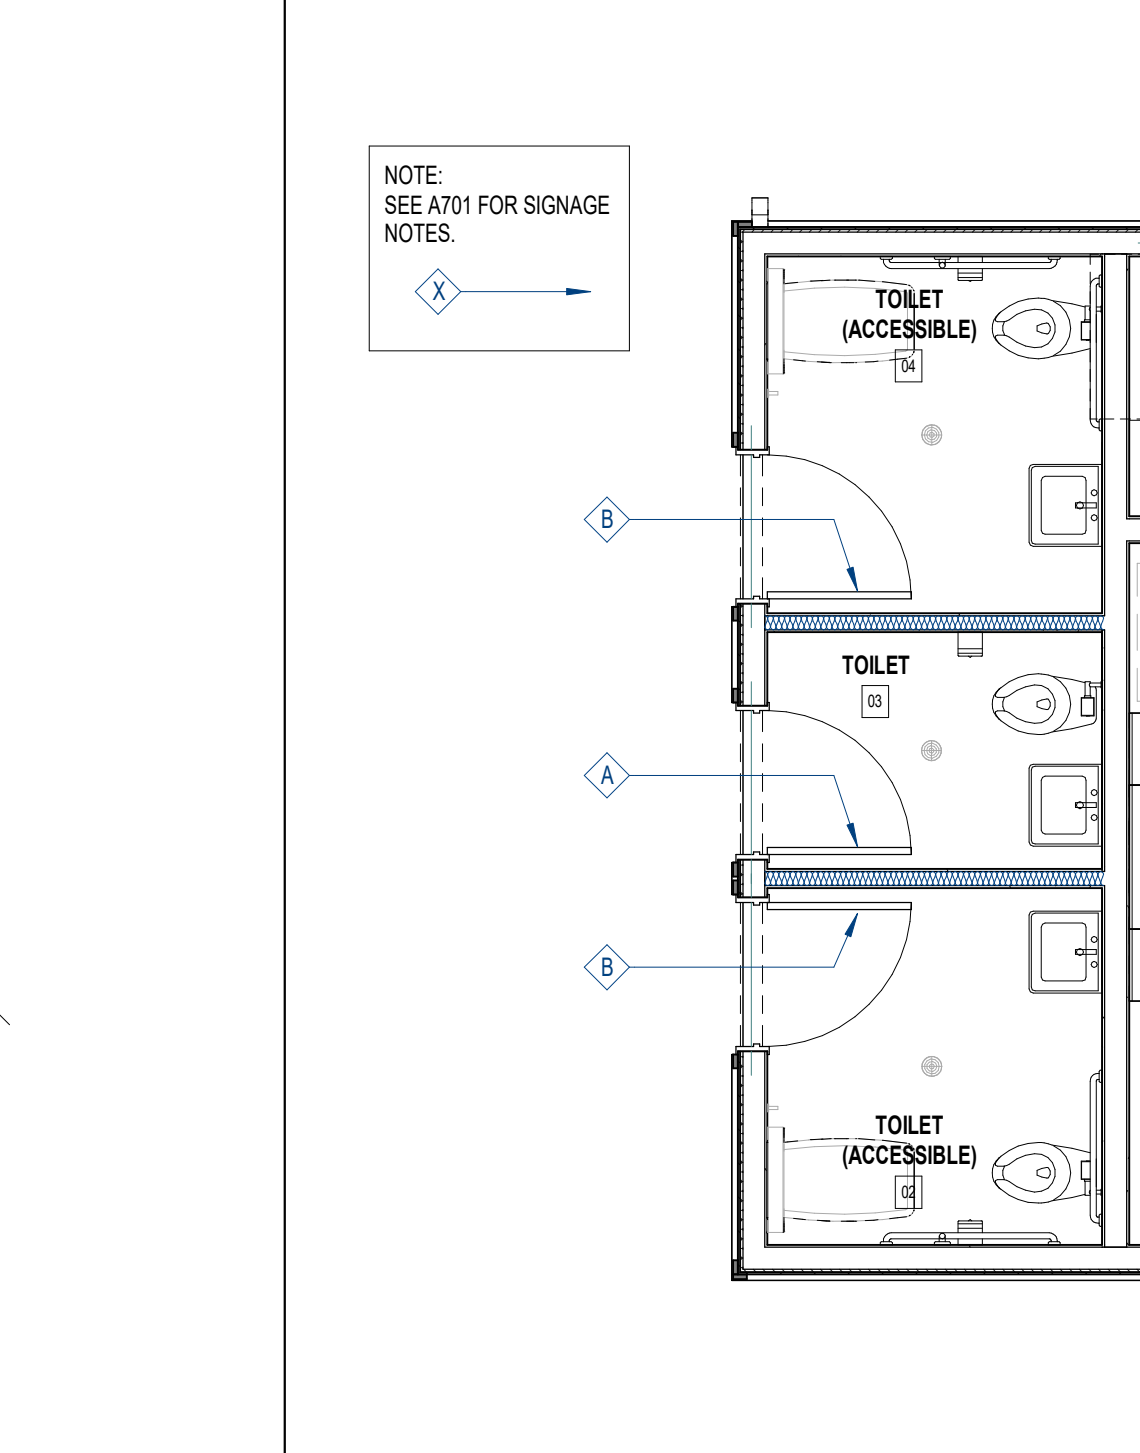 NOTE:
SEE A701 FOR SIGNAGE
NOTES.
X
TOILET
(ACCESSIBLE)
04
B
TOILET
03
A
B
TOILET
(ACCESSIBLE)
02